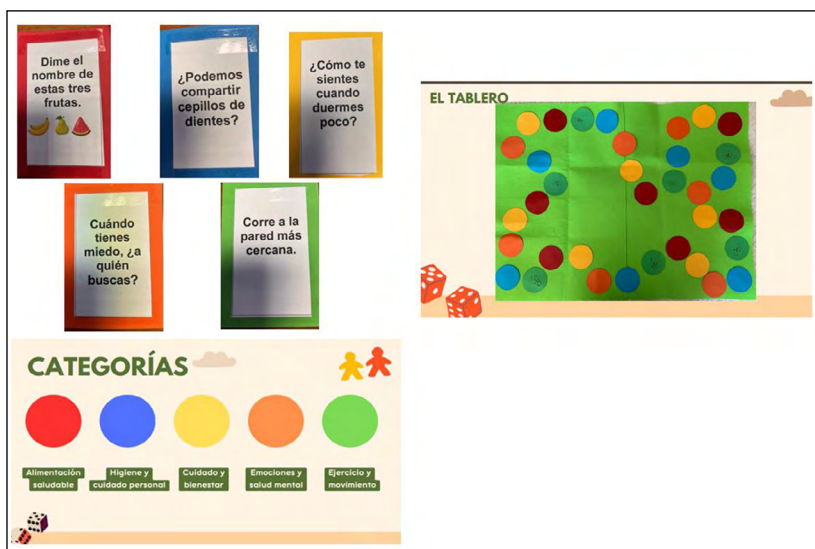 Dime el
nombre de
estas tres
frutas.
¿Podemos
compartir
cepillos de
dientes?
¿Cómo te
sientes
cuando
duermes
poco?
Cuándo
tienes
miedo, ¿a
quién
buscas?
Corre a la
pared más
cercana.
EL TABLERO
CATEGORÍAS
Alimentación
saludable
Higiene y
cuidado personal
Cuidado y
bienestar
Emociones y
salud mental
Ejercicio y
movimiento